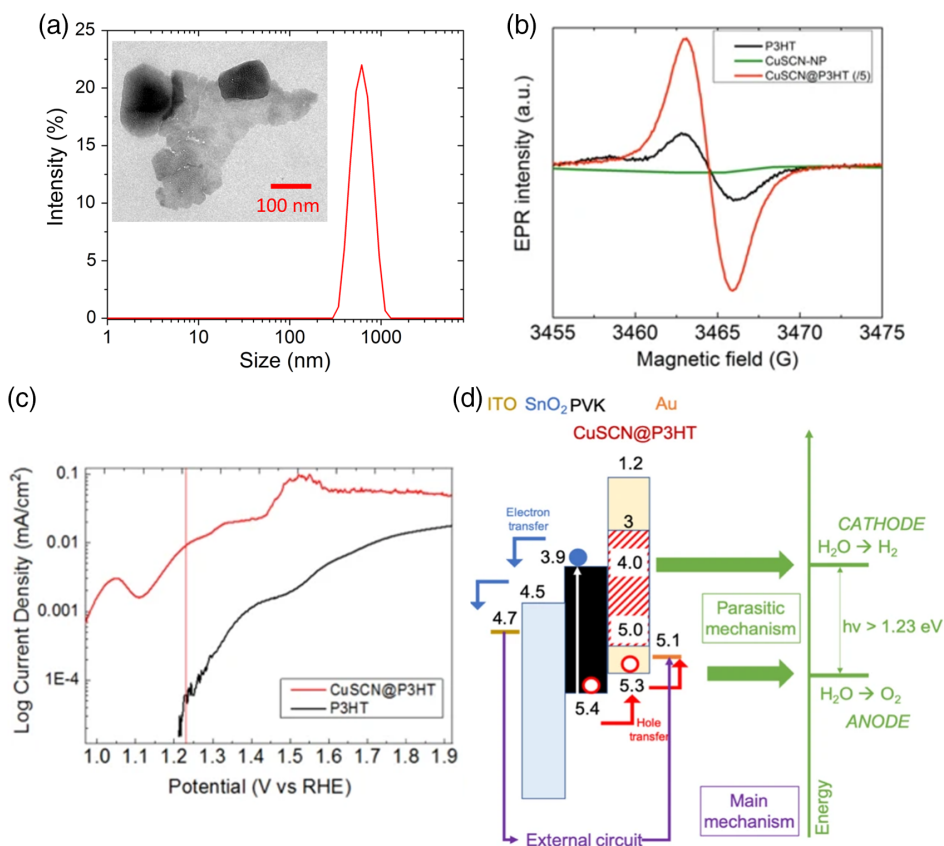 (a)
25
20
15
10
5
0
Intensity (%)
100 nm
1
10
100
1000
Size (nm)
(b)
P3HT
CuSCN-NP
CuSCN@P3HT (/5)
EPR intensity (a.u.)
3455
3460
3465
3470
3475
Magnetic field (G)
(c)
0.1
0.01
0.001
1E-4
Log Current Density (mA/cm²)
CuSCN@P3HT
P3HT
1.0 1.1 1.2 1.3 1.4 1.5 1.6 1.7 1.8 1.9
Potential (V vs RHE)
(d)
ITO SnO₂ PVK Au
CuSCN@P3HT
1.2
Electron
transfer
3
3.9
4.0
4.5
4.7
5.0
5.1
5.3
5.4
Hole
transfer
External circuit
CATHODE
H₂O → H₂
Parasitic
mechanism
hν > 1.23 eV
H₂O → O₂
ANODE
Main
mechanism
Energy